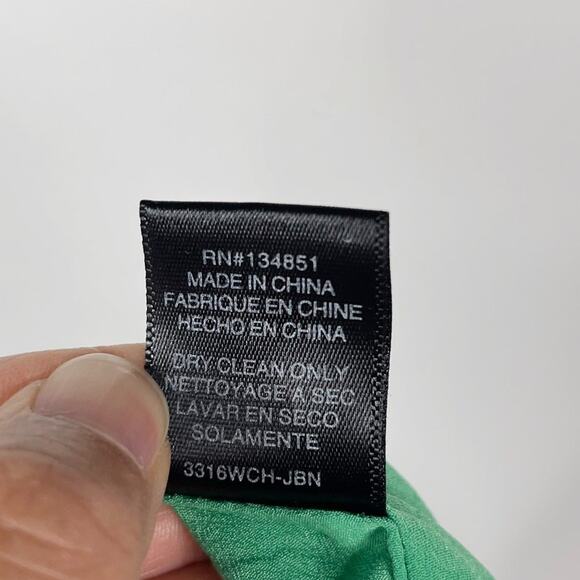 RN#134851
MADE IN CHINA
FABRIQUE EN CHINE
HECHO EN CHINA
DRY CLEAN ONLY
NETTOYAGE A SEC
LAVAR EN SECO
SOLAMENTE
3316WCH-JBN